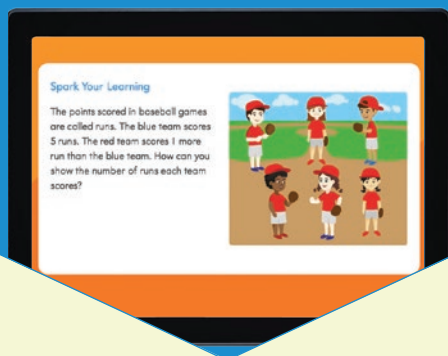 Spark Your Learning
The points scored in baseball games
are called runs. The blue team scores
5 runs. The red team scores 1 more
run than the blue team. How can you
show the number of runs each team
scores?